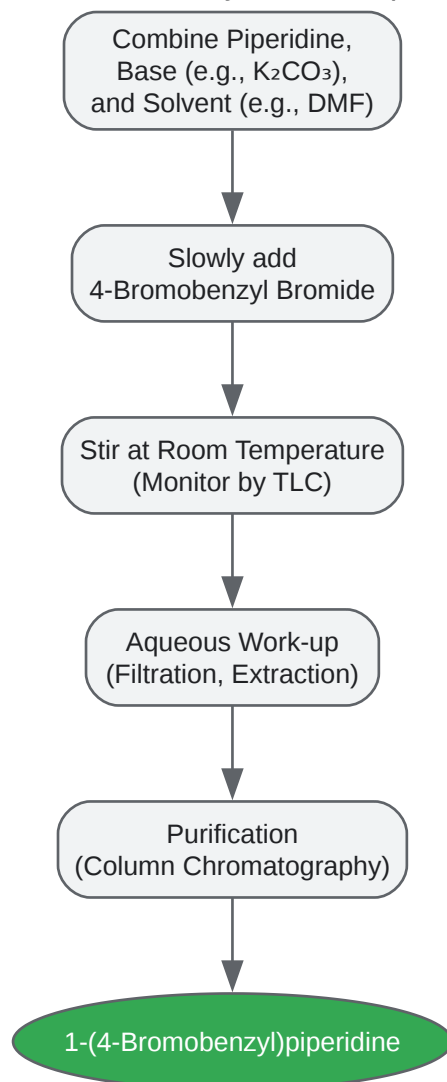 Combine Piperidine,
Base (e.g., K₂CO₃),
and Solvent (e.g., DMF)
Slowly add
4-Bromobenzyl Bromide
Stir at Room Temperature
(Monitor by TLC)
Aqueous Work-up
(Filtration, Extraction)
Purification
(Column Chromatography)
1-(4-Bromobenzyl)piperidine